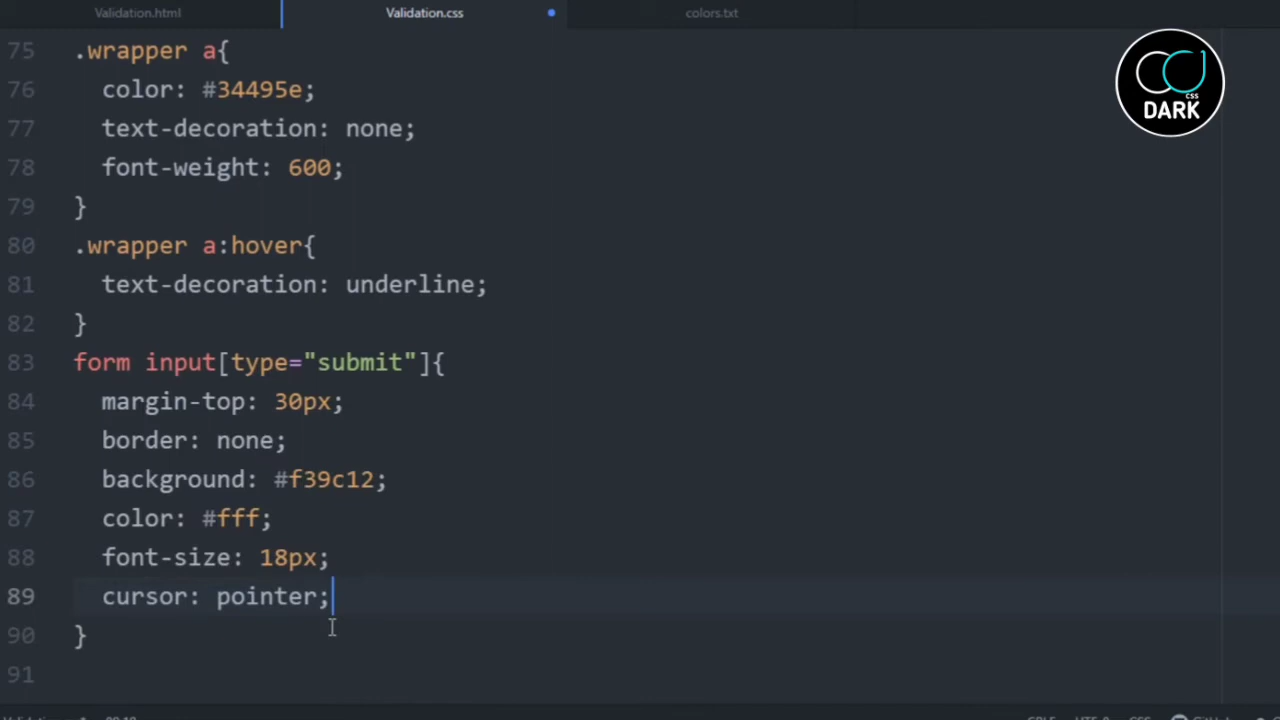 Validation.html
Validation.css
colors.txt
75 .wrapper a{
76 color: #34495e;
77 text-decoration: none;
78 font-weight: 600;
79 }
80 .wrapper a:hover{
81 text-decoration: underline;
82 }
83 form input[type="submit"]{
84 margin-top: 30px;
85 border: none;
86 background: #f39c12;
87 color: #fff;
88 font-size: 18px;
89 cursor: pointer;
90 }
91
css
DARK